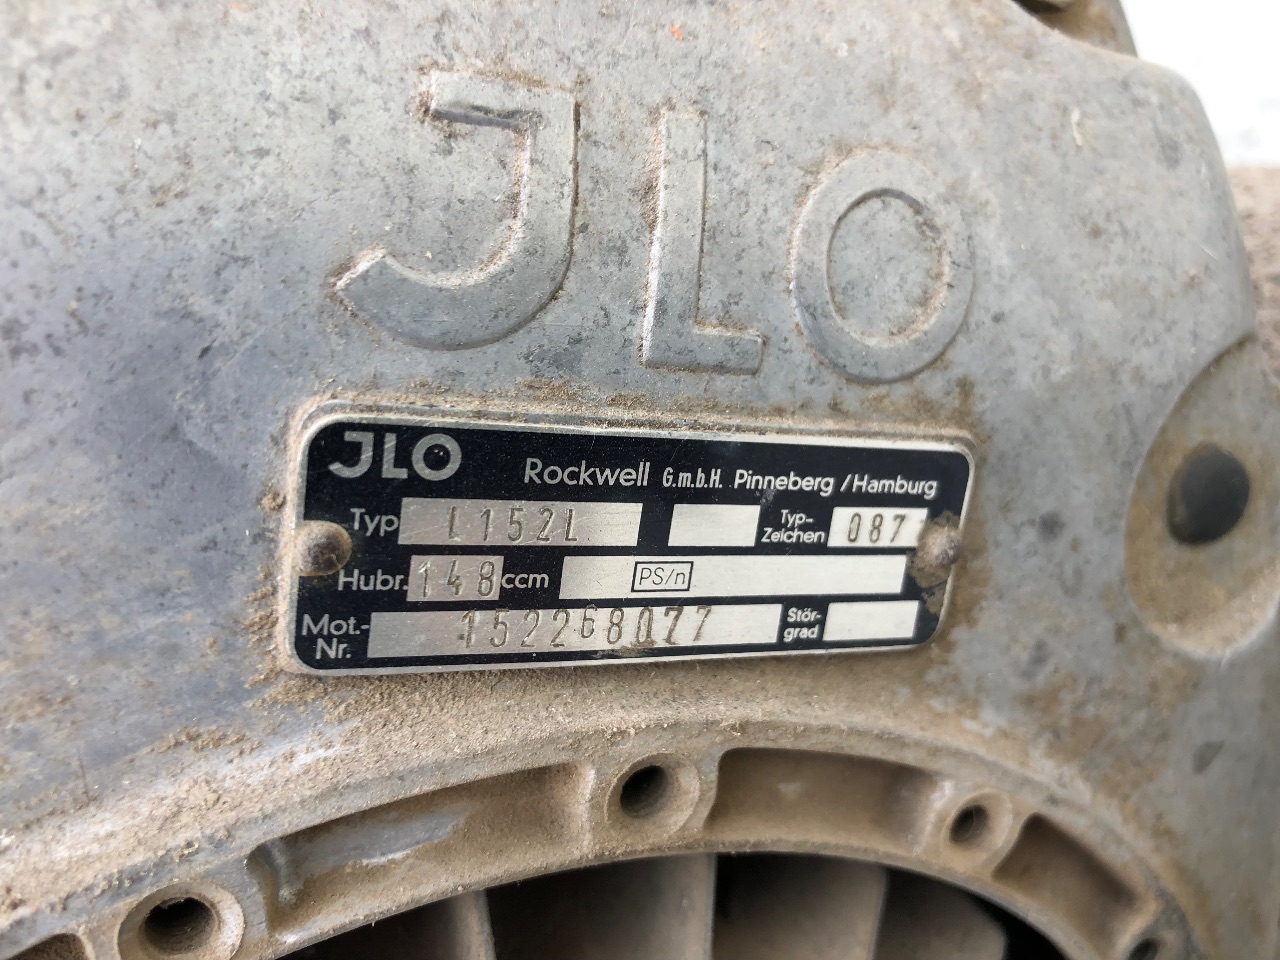 JLO
JLO Rockwell G.m.b.H. Pinneberg / Hamburg
Typ L152L Typ-Zeichen 087
Hubr. 148 ccm PS/n
Mot.-Nr. 152268077 Stör-grad